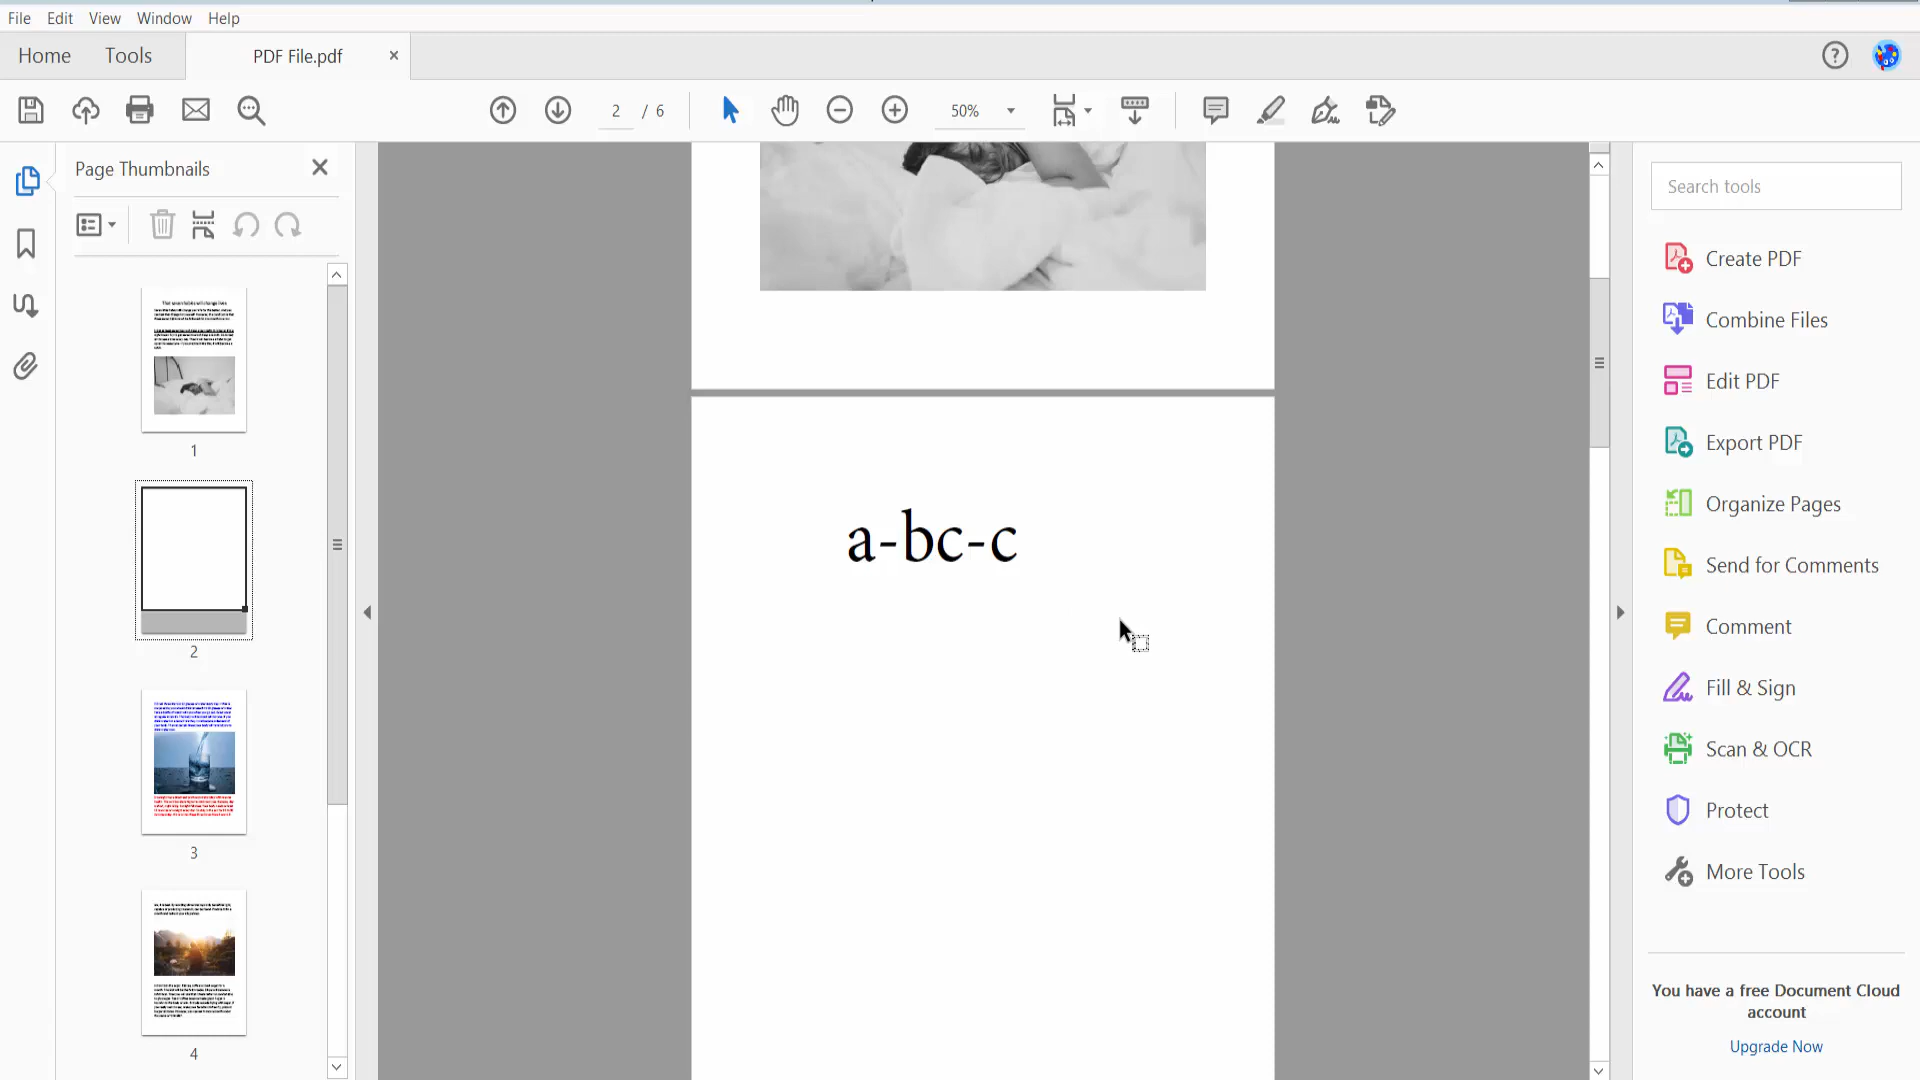 File Edit View Window Help
Home Tools PDF File.pdf ×
2 / 6 50%
Page Thumbnails
1
2
3
4
a-bc-c
Search tools
Create PDF
Combine Files
Edit PDF
Export PDF
Organize Pages
Send for Comments
Comment
Fill & Sign
Scan & OCR
Protect
More Tools
You have a free Document Cloud
account
Upgrade Now